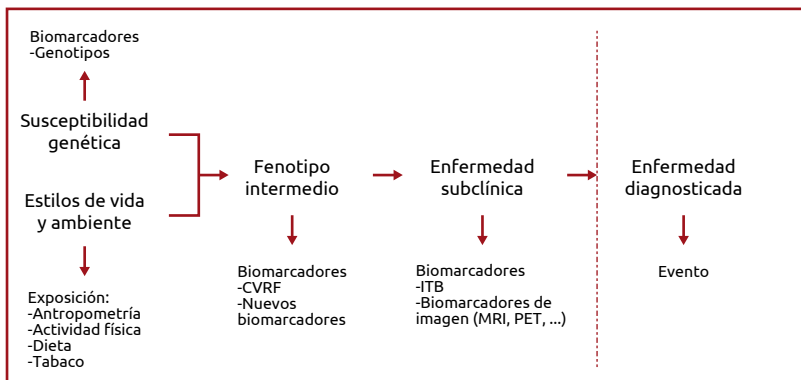 Biomarcadores
-Genotipos
Susceptibilidad
genética
Estilos de vida
y ambiente
Exposición:
-Antropometría
-Actividad física
-Dieta
-Tabaco
Fenotipo
intermedio
Biomarcadores
-CVRF
-Nuevos
biomarcadores
Enfermedad
subclínica
Biomarcadores
-ITB
-Biomarcadores de
imagen (MRI, PET, ...)
Enfermedad
diagnosticada
Evento